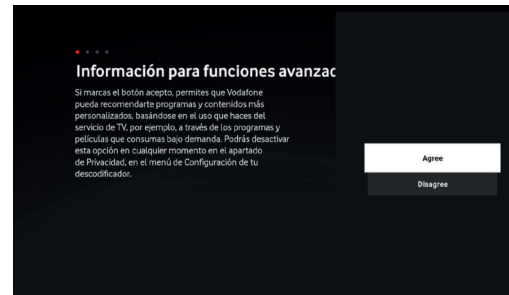 Información para funciones avanzac
Si marcas el botón acepto, permites que Vodafone
pueda recomendarte programas y contenidos más
personalizados, basándose en el uso que haces del
servicio de TV, por ejemplo, a través de los programas y
películas que consumas bajo demanda. Podrás desactivar
esta opción en cualquier momento en el apartado
de Privacidad, en el menú de Configuración de tu
descodificador.
Agree
Disagree